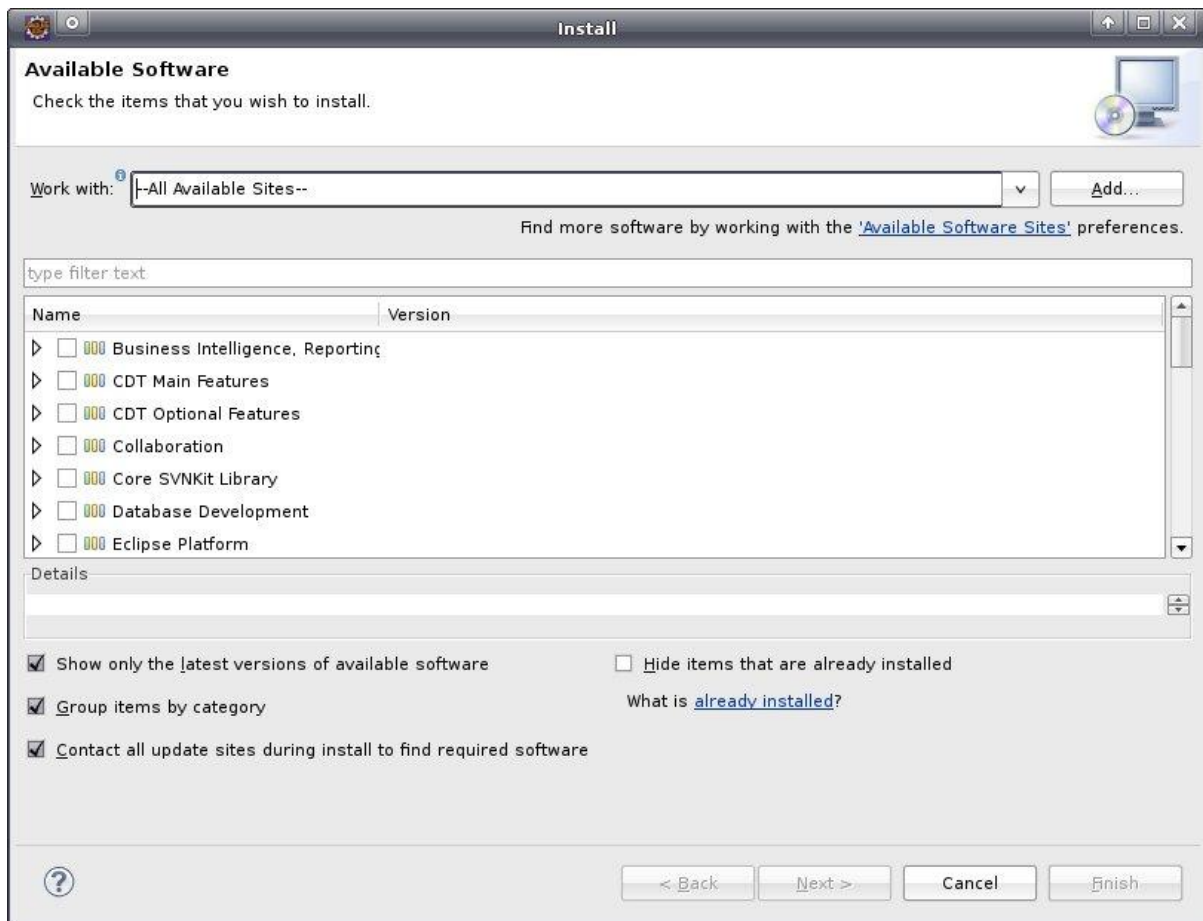 Install
Available Software
Check the items that you wish to install.
Work with: --All Available Sites-- Add...
Find more software by working with the 'Available Software Sites' preferences.
type filter text
Name Version
Business Intelligence, Reporting
CDT Main Features
CDT Optional Features
Collaboration
Core SVNKit Library
Database Development
Eclipse Platform
Details
Show only the latest versions of available software Hide items that are already installed
Group items by category What is already installed?
Contact all update sites during install to find required software
? < Back Next > Cancel Finish